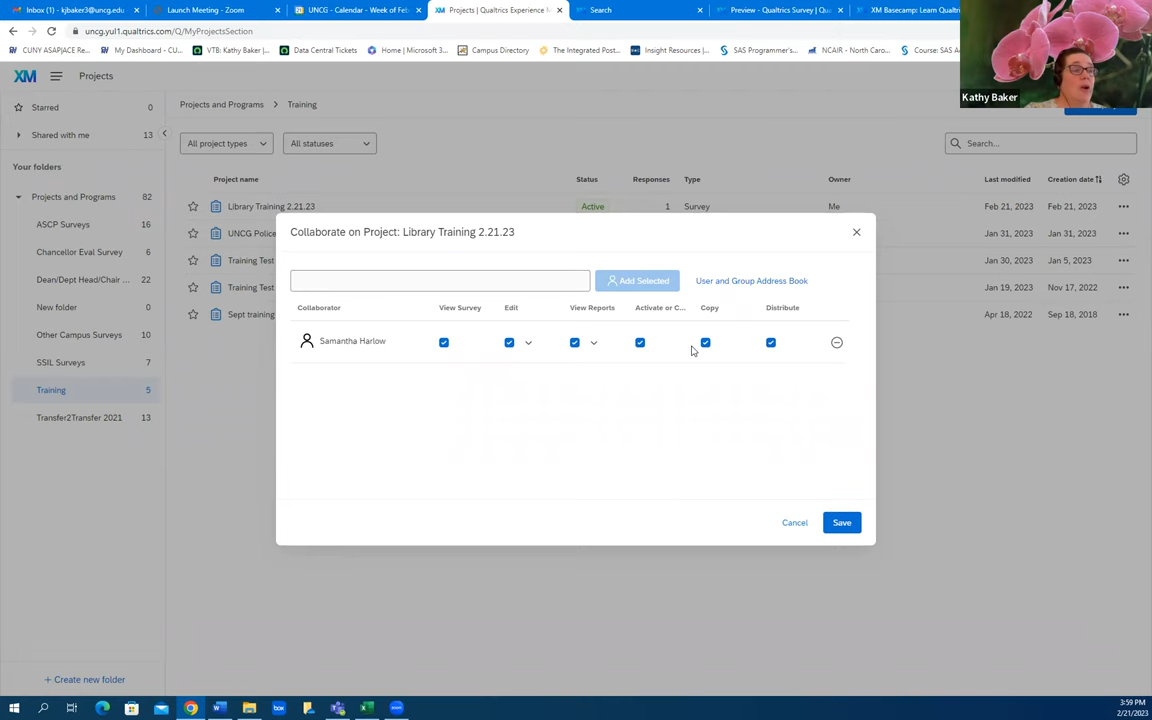 Inbox (10) - kjbaker3@uncg.edu
Launch Meeting - Zoom
UNCG - Calendar - Week of Feb
Projects | Qualtrics Experience M
Search
Preview - Qualtrics Survey | Qua
XM Basecamp: Learn Qualtri
uncg.yul1.qualtrics.com/Q/MyProjectsSection
CUNY ASAP|ACE Re...
My Dashboard - CU...
VTB: Kathy Baker
Data Central Tickets
Home | Microsoft 3...
Campus Directory
The Integrated Post...
Insight Resources |...
SAS Programmer's...
NCAIR - North Caro...
Course: SAS
XM
Projects
Kathy Baker
Starred 0
Shared with me 13
Your folders
Projects and Programs 82
ASCP Surveys 16
Chancellor Eval Survey 6
Dean/Dept Head/Chair ... 22
New folder 0
Other Campus Surveys 10
SSIL Surveys 7
Training 5
Transfer2Transfer 2021 13
+ Create new folder
Projects and Programs > Training
All project types
All statuses
Search...
Project name Status Responses Type Owner Last modified Creation date
Library Training 2.21.23 Active 1 Survey Me Feb 21, 2023 Feb 21, 2023 •••
UNCG Police Jan 31, 2023 Jan 31, 2023 •••
Training Test Jan 30, 2023 Jan 5, 2023 •••
Training Test Jan 19, 2023 Nov 17, 2022 •••
Sept training Apr 18, 2022 Sep 18, 2018 •••
Collaborate on Project: Library Training 2.21.23
Add Selected
User and Group Address Book
Collaborator View Survey Edit View Reports Activate or C... Copy Distribute
Samantha Harlow
Cancel
Save
3:59 PM
2/21/2023